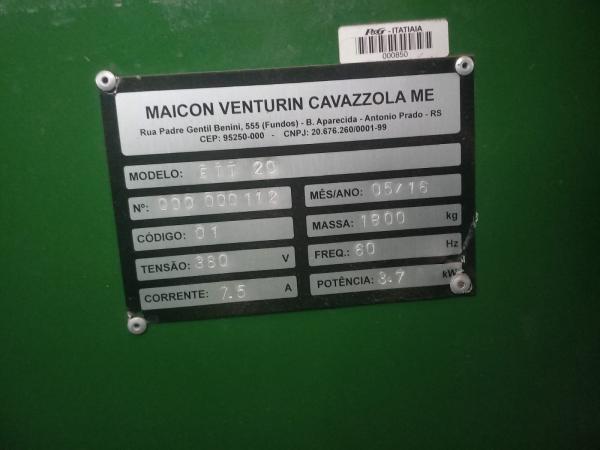 P&G - ITATIAIA
000850
MAICON VENTURIN CAVAZZOLA ME
Rua Padre Gentil Benini, 555 (Fundos) - B. Aparecida - Antonio Prado - RS
CEP: 95250-000 - CNPJ: 20.676.260/0001-99
MODELO: ETT 20
Nº: 000 000112
MÊS/ANO: 05/16
CÓDIGO: 01
MASSA: 1800 kg
TENSÃO: 380 V
FREQ.: 60 Hz
CORRENTE: 7.5 A
POTÊNCIA: 3.7 kW